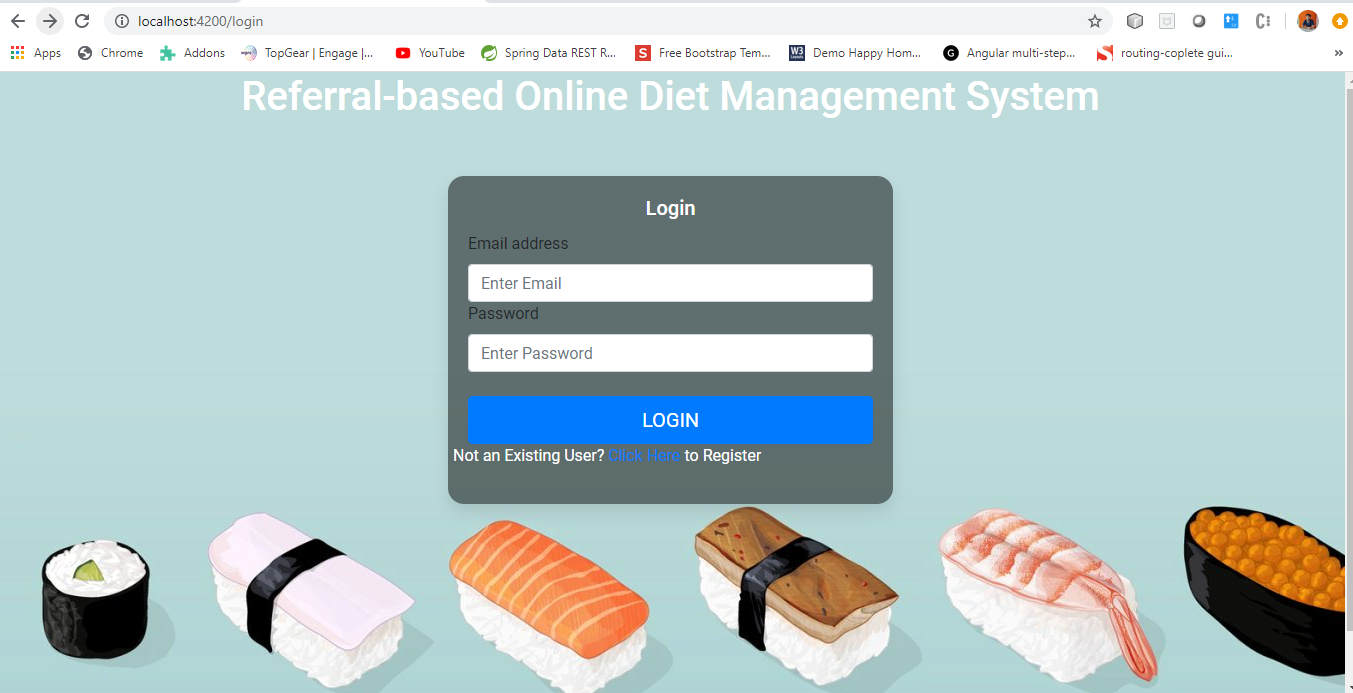 localhost:4200/login
Apps Chrome Addons TopGear | Engage |... YouTube Spring Data REST R... S Free Bootstrap Tem... W3 Demo Happy Hom... G Angular multi-step... routing-coplete gui... »
Referral-based Online Diet Management System
Login
Email address
Enter Email
Password
Enter Password
LOGIN
Not an Existing User? Click Here to Register